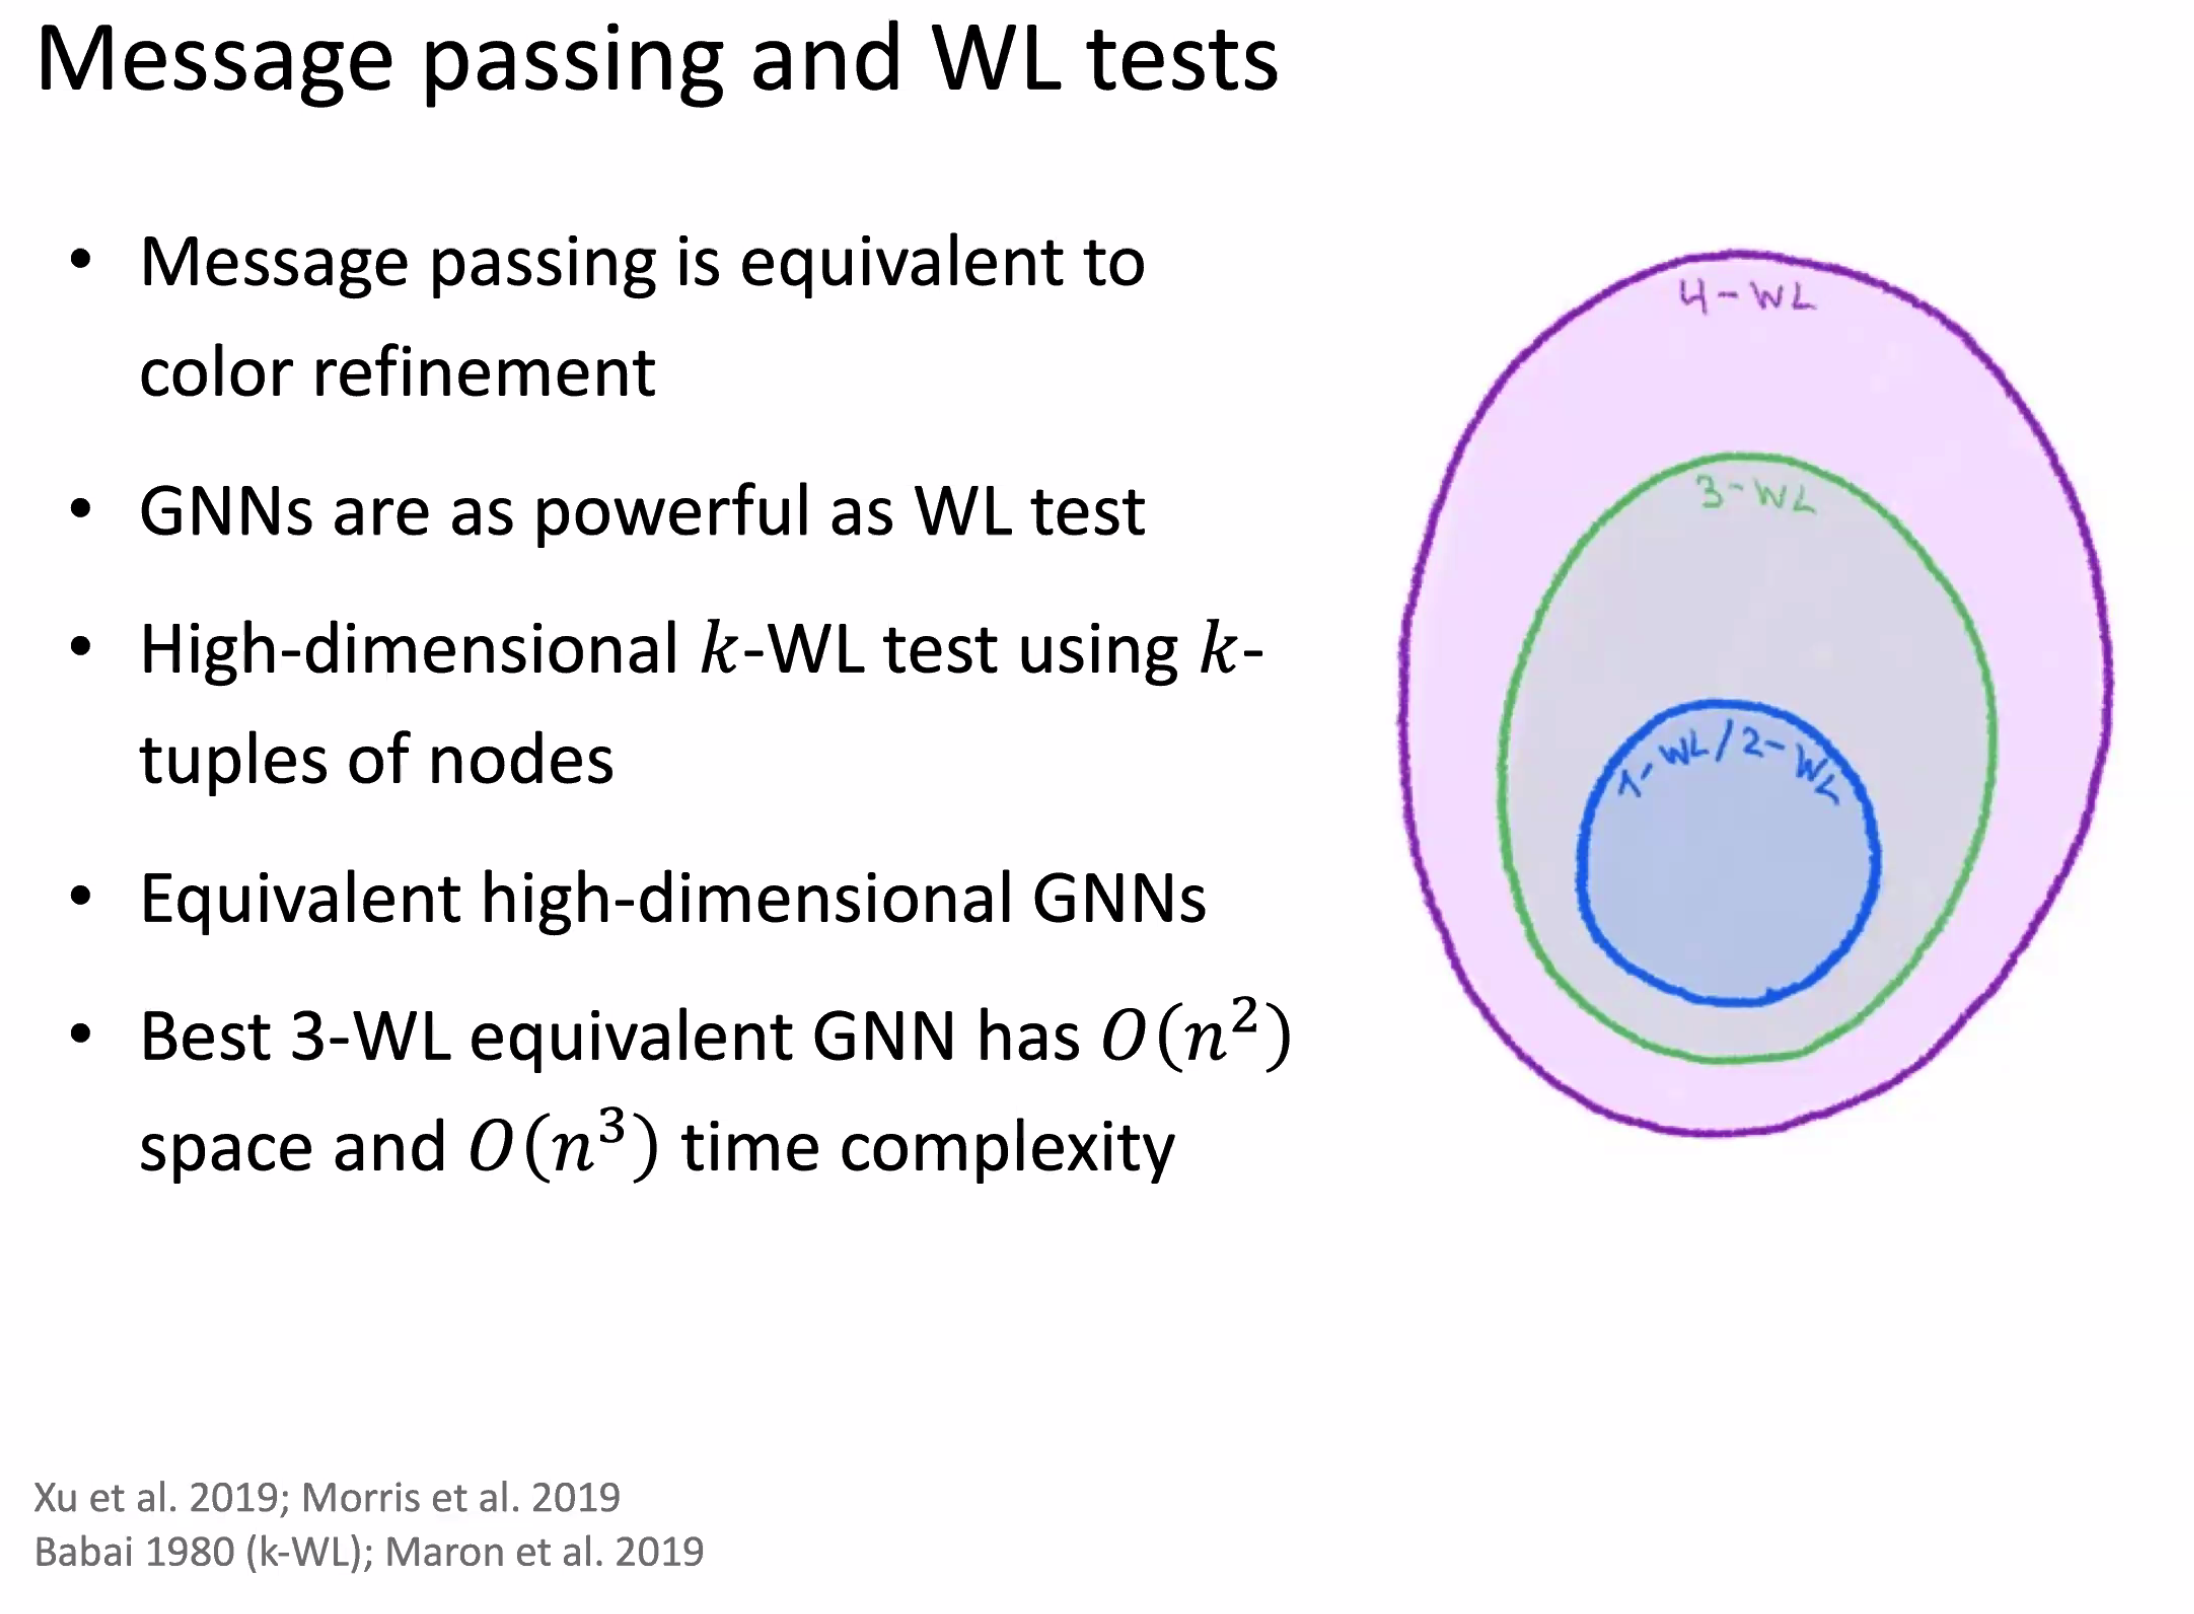 Message passing and WL tests
• Message passing is equivalent to
color refinement
• GNNs are as powerful as WL test
• High-dimensional k-WL test using k-
tuples of nodes
• Equivalent high-dimensional GNNs
• Best 3-WL equivalent GNN has O(n²)
space and O(n³) time complexity
4-WL
3-WL
1-WL/2-WL
Xu et al. 2019; Morris et al. 2019
Babai 1980 (k-WL); Maron et al. 2019